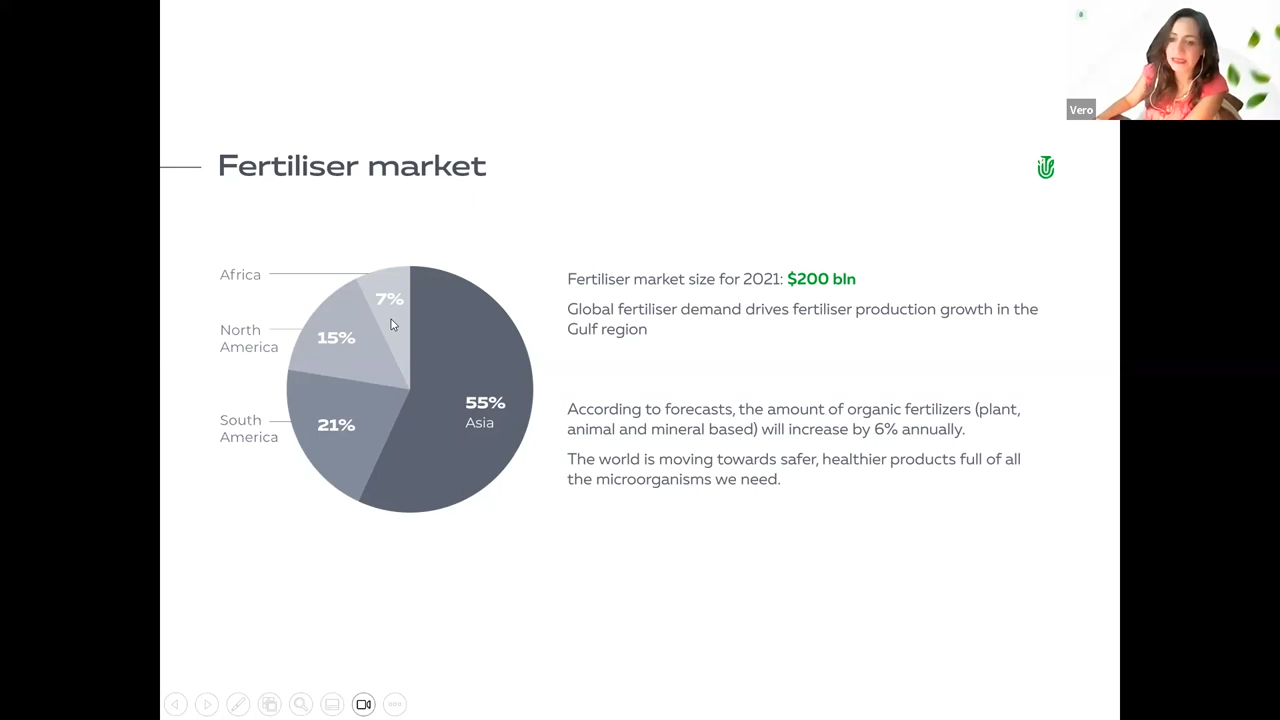 Vero
Fertiliser market
Africa
7%
North
America
15%
South
America
21%
55%
Asia
Fertiliser market size for 2021: $200 bln
Global fertiliser demand drives fertiliser production growth in the
Gulf region
According to forecasts, the amount of organic fertilizers (plant,
animal and mineral based) will increase by 6% annually.
The world is moving towards safer, healthier products full of all
the microorganisms we need.